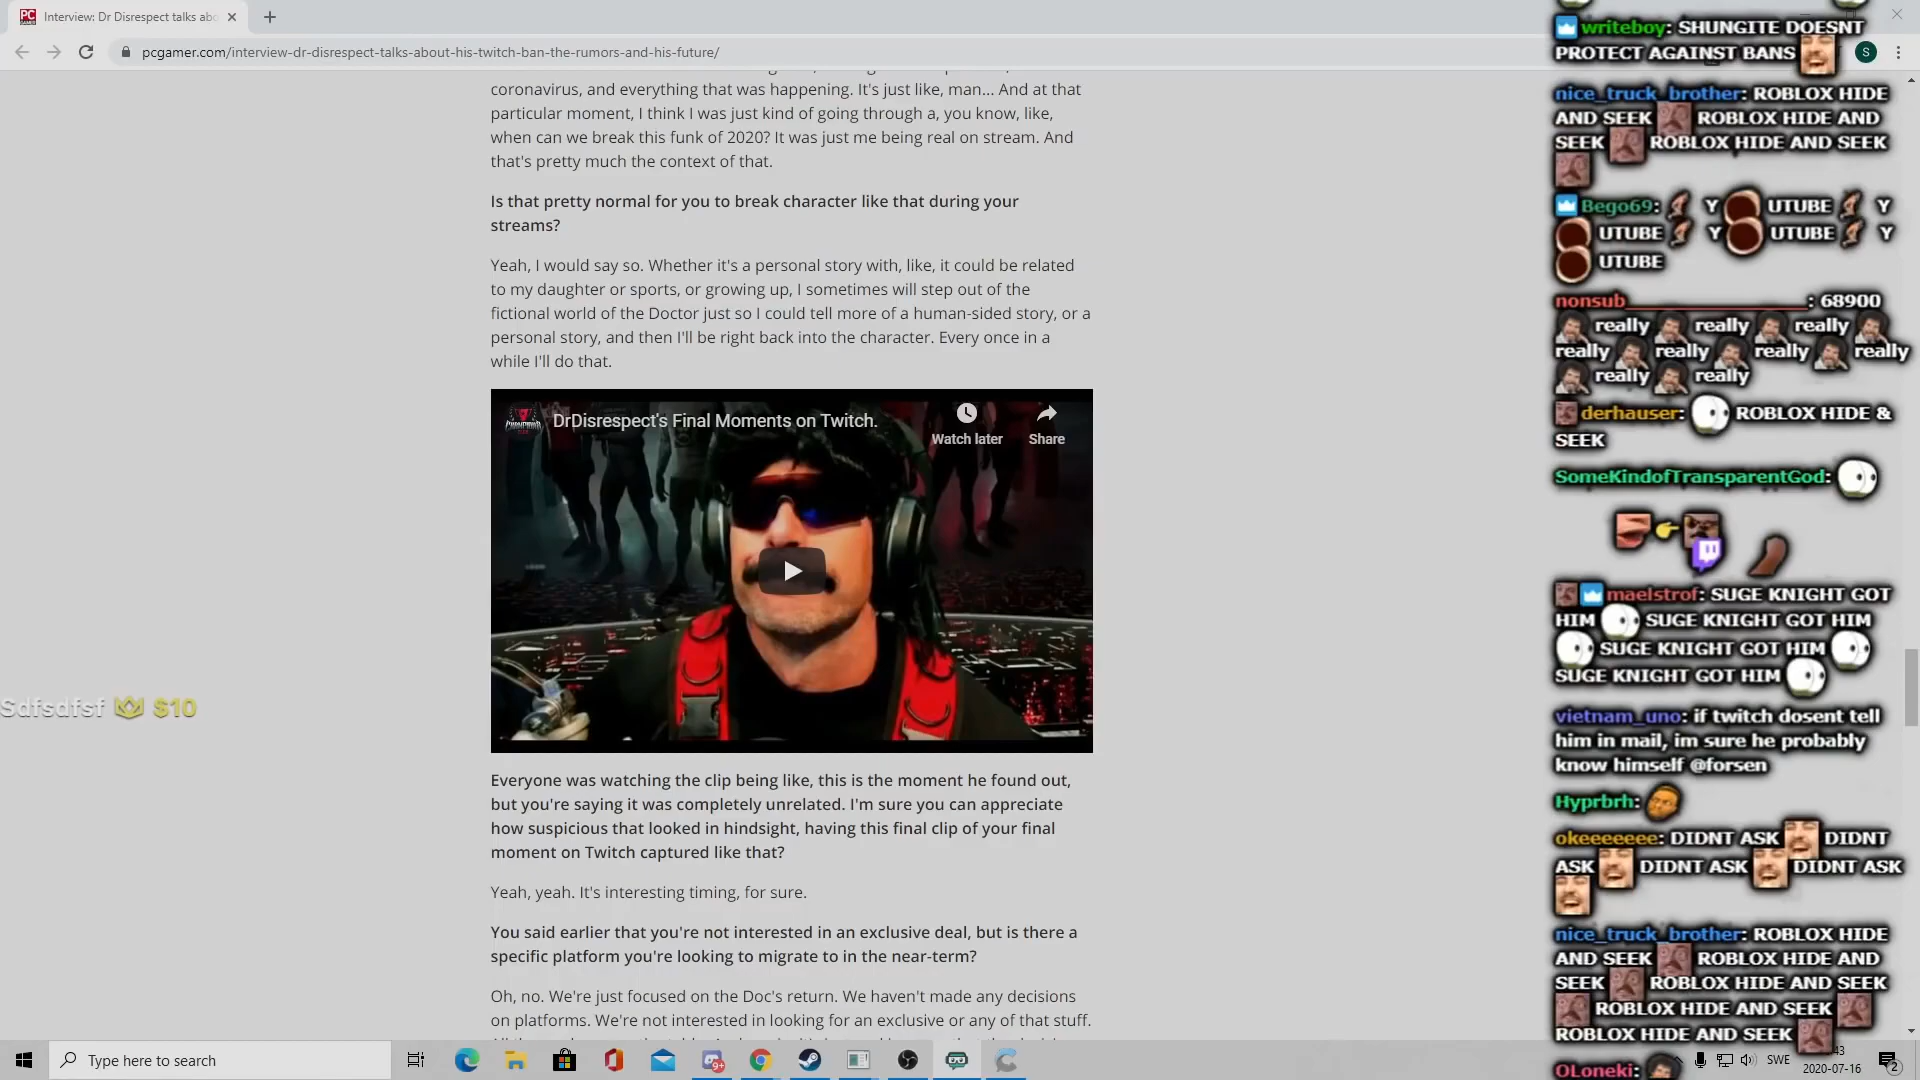 Interview: Dr Disrespect talks abo
pcgamer.com/interview-dr-disrespect-talks-about-his-twitch-ban-the-rumors-and-his-future/
S
coronavirus, and everything that was happening. It's just like, man... And at that
particular moment, I think I was just kind of going through a, you know, like,
when can we break this funk of 2020? It was just me being real on stream. And
that's pretty much the context of that.
Is that pretty normal for you to break character like that during your
streams?
Yeah, I would say so. Whether it's a personal story with, like, it could be related
to my daughter or sports, or growing up, I sometimes will step out of the
fictional world of the Doctor just so I could tell more of a human-sided story, or a
personal story, and then I'll be right back into the character. Every once in a
while I'll do that.
DrDisrespect's Final Moments on Twitch.
Watch later
Share
Everyone was watching the clip being like, this is the moment he found out,
but you're saying it was completely unrelated. I'm sure you can appreciate
how suspicious that looked in hindsight, having this final clip of your final
moment on Twitch captured like that?
Yeah, yeah. It's interesting timing, for sure.
You said earlier that you're not interested in an exclusive deal, but is there a
specific platform you're looking to migrate to in the near-term?
Oh, no. We're just focused on the Doc's return. We haven't made any decisions
on platforms. We're not interested in looking for an exclusive or any of that stuff.
Sdfsdfsf $10
writeboy: SHUNGITE DOESNT
PROTECT AGAINST BANS
nice_truck_brother: ROBLOX HIDE
AND SEEK ROBLOX HIDE AND
SEEK ROBLOX HIDE AND SEEK
Bego69: Y UTUBE Y
UTUBE Y UTUBE Y
UTUBE
nonsub____________________: 68900
really really really
really really really really
really really
derhauser: ROBLOX HIDE &
SEEK
SomeKindofTransparentGod:
maelstrof: SUGE KNIGHT GOT
HIM SUGE KNIGHT GOT HIM
SUGE KNIGHT GOT HIM
SUGE KNIGHT GOT HIM
vietnam_uno: if twitch dosent tell
him in mail, im sure he probably
know himself @forsen
Hyprbrh:
okeeeeeee: DIDNT ASK DIDNT
ASK DIDNT ASK DIDNT ASK
nice_truck_brother: ROBLOX HIDE
AND SEEK ROBLOX HIDE AND
SEEK ROBLOX HIDE AND SEEK
ROBLOX HIDE AND SEEK
ROBLOX HIDE AND SEEK
OLoneki:
Type here to search
9+
SWE
43
2020-07-16
2